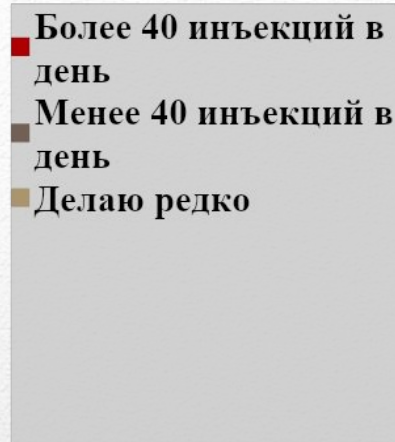 Более 40 инъекций в
день
Менее 40 инъекций в
день
Делаю редко